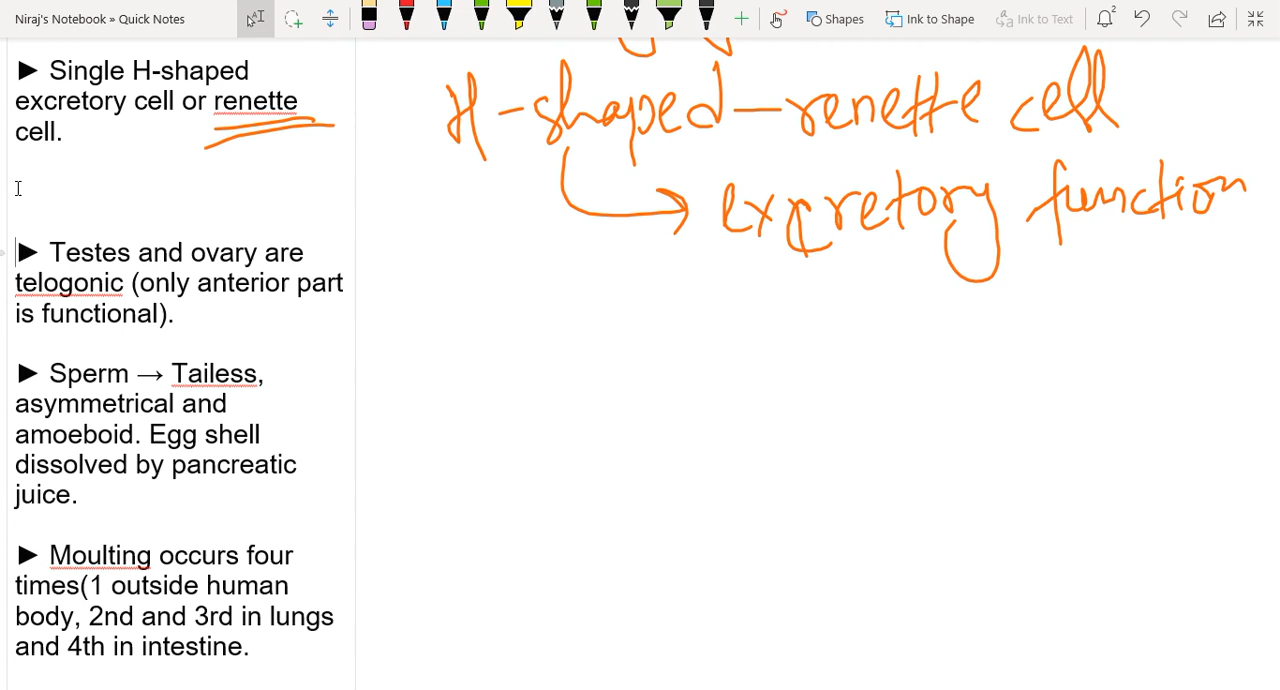 Niraj's Notebook » Quick Notes
Shapes
Ink to Shape
Ink to Text
2
► Single H-shaped
excretory cell or renette
cell.
► Testes and ovary are
telogonic (only anterior part
is functional).
► Sperm → Tailess,
asymmetrical and
amoeboid. Egg shell
dissolved by pancreatic
juice.
► Moulting occurs four
times(1 outside human
body, 2nd and 3rd in lungs
and 4th in intestine.
H-shaped-renette cell
excretory function